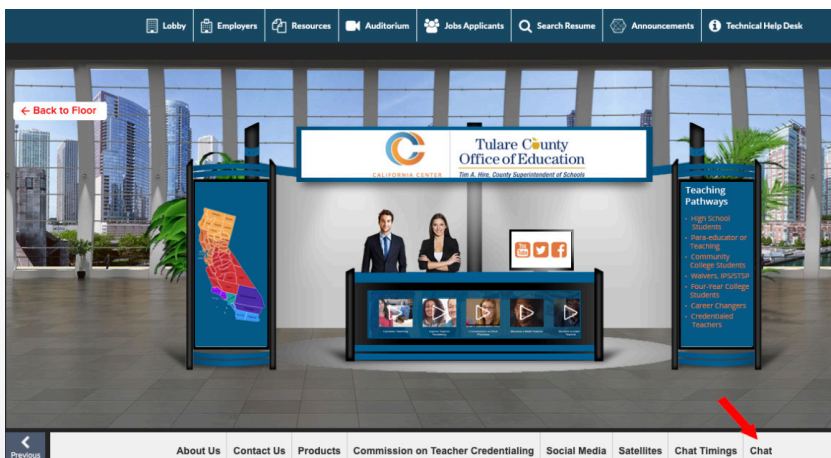 Lobby
Employers
Resources
Auditorium
Jobs Applicants
Search Resume
Announcements
Technical Help Desk
← Back to Floor
CALIFORNIA CENTER
Tulare County
Office of Education
Tim A. Hire, County Superintendent of Schools
Teaching
Pathways
- High School
Students
- Para-educator or
Teaching
- Community
College Students
- Waivers, IPS/STSP
- Four-Year College
Students
- Career Changers
- Credentialed
Teachers
You
Tube
Previous
About Us
Contact Us
Products
Commission on Teacher Credentialing
Social Media
Satellites
Chat Timings
Chat